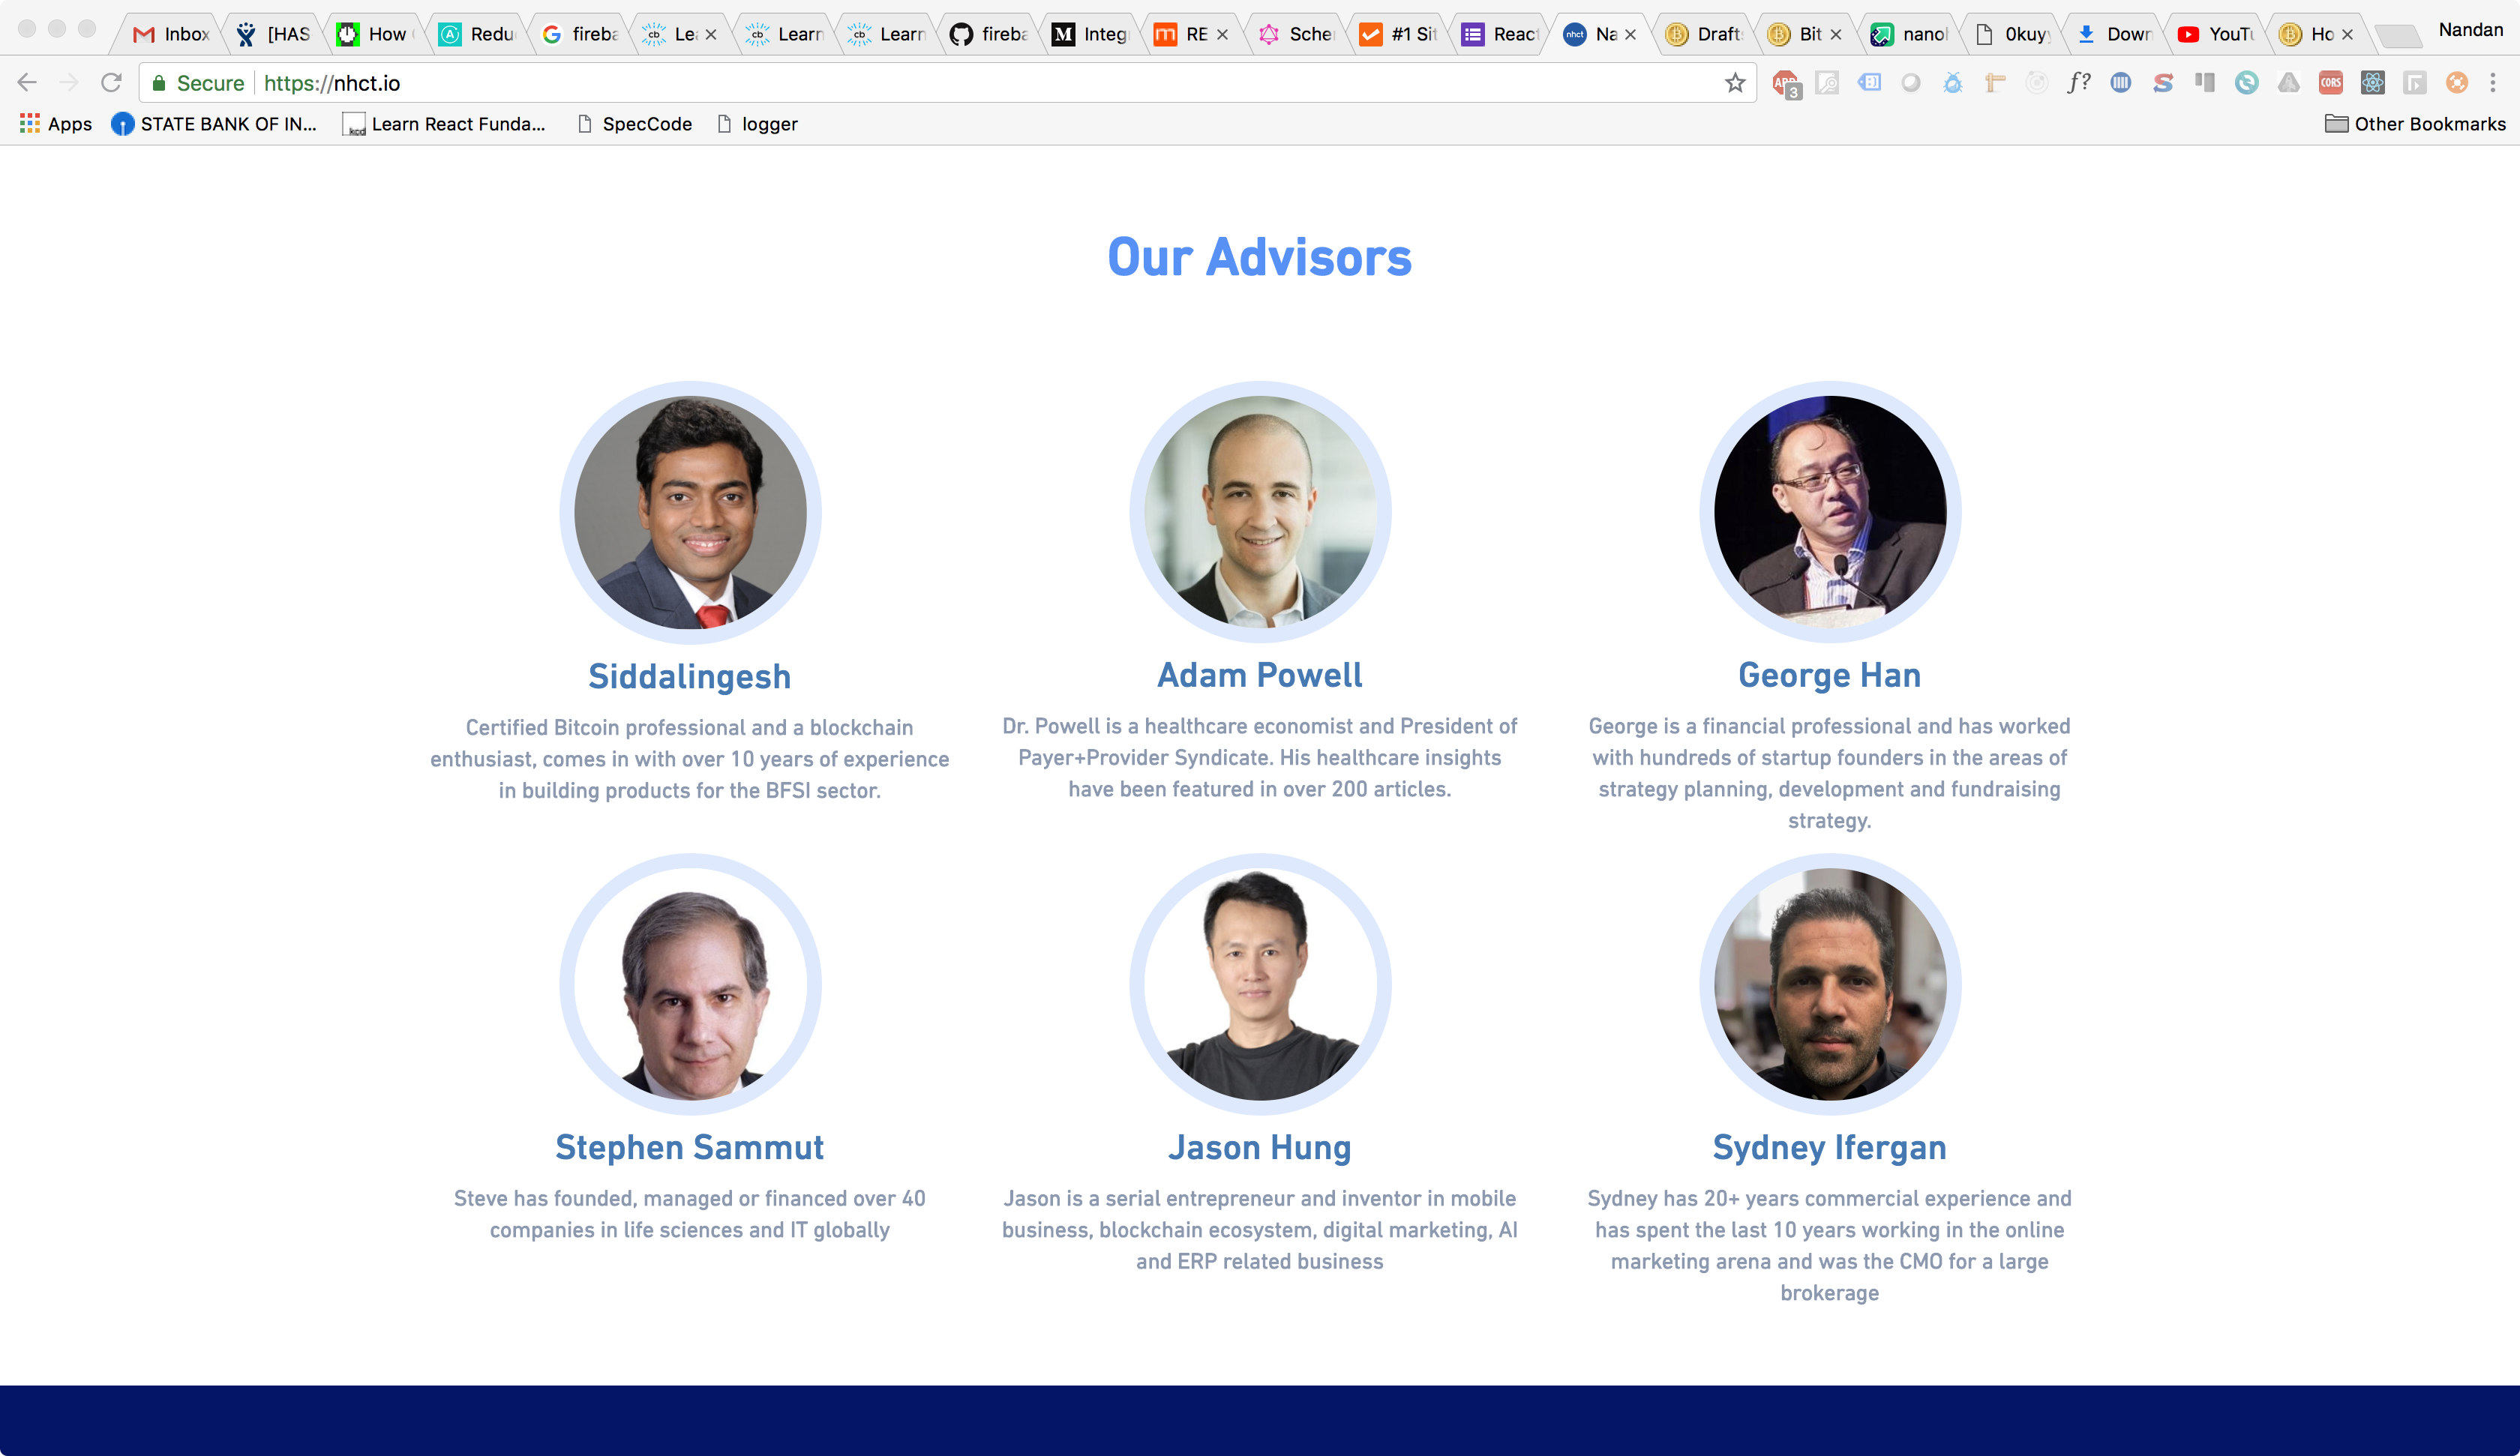 Inbox
[HAS
How
Redu
fireba
Le
Learn
Learn
fireba
Integ
RE
Sche
#1 Sit
React
nhct
Na
Draft
Bit
nanol
0kuy
Down
YouTu
Ho
Nandan
Secure
https://nhct.io
ABP
3
f?
CORS
Apps
STATE BANK OF IN...
kcd
Learn React Funda...
SpecCode
logger
Other Bookmarks
Our Advisors
Siddalingesh
Certified Bitcoin professional and a blockchain
enthusiast, comes in with over 10 years of experience
in building products for the BFSI sector.
Adam Powell
Dr. Powell is a healthcare economist and President of
Payer+Provider Syndicate. His healthcare insights
have been featured in over 200 articles.
George Han
George is a financial professional and has worked
with hundreds of startup founders in the areas of
strategy planning, development and fundraising
strategy.
Stephen Sammut
Steve has founded, managed or financed over 40
companies in life sciences and IT globally
Jason Hung
Jason is a serial entrepreneur and inventor in mobile
business, blockchain ecosystem, digital marketing, AI
and ERP related business
Sydney Ifergan
Sydney has 20+ years commercial experience and
has spent the last 10 years working in the online
marketing arena and was the CMO for a large
brokerage